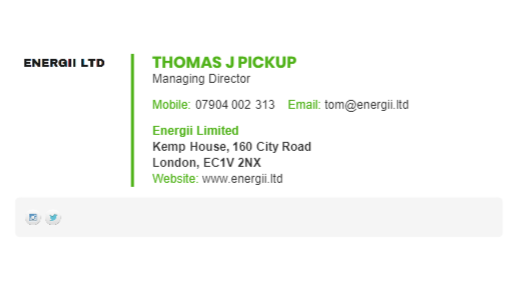 ENERGII LTD
THOMAS J PICKUP
Managing Director
Mobile: 07904 002 313 Email: tom@energii.ltd
Energii Limited
Kemp House, 160 City Road
London, EC1V 2NX
Website: www.energii.ltd